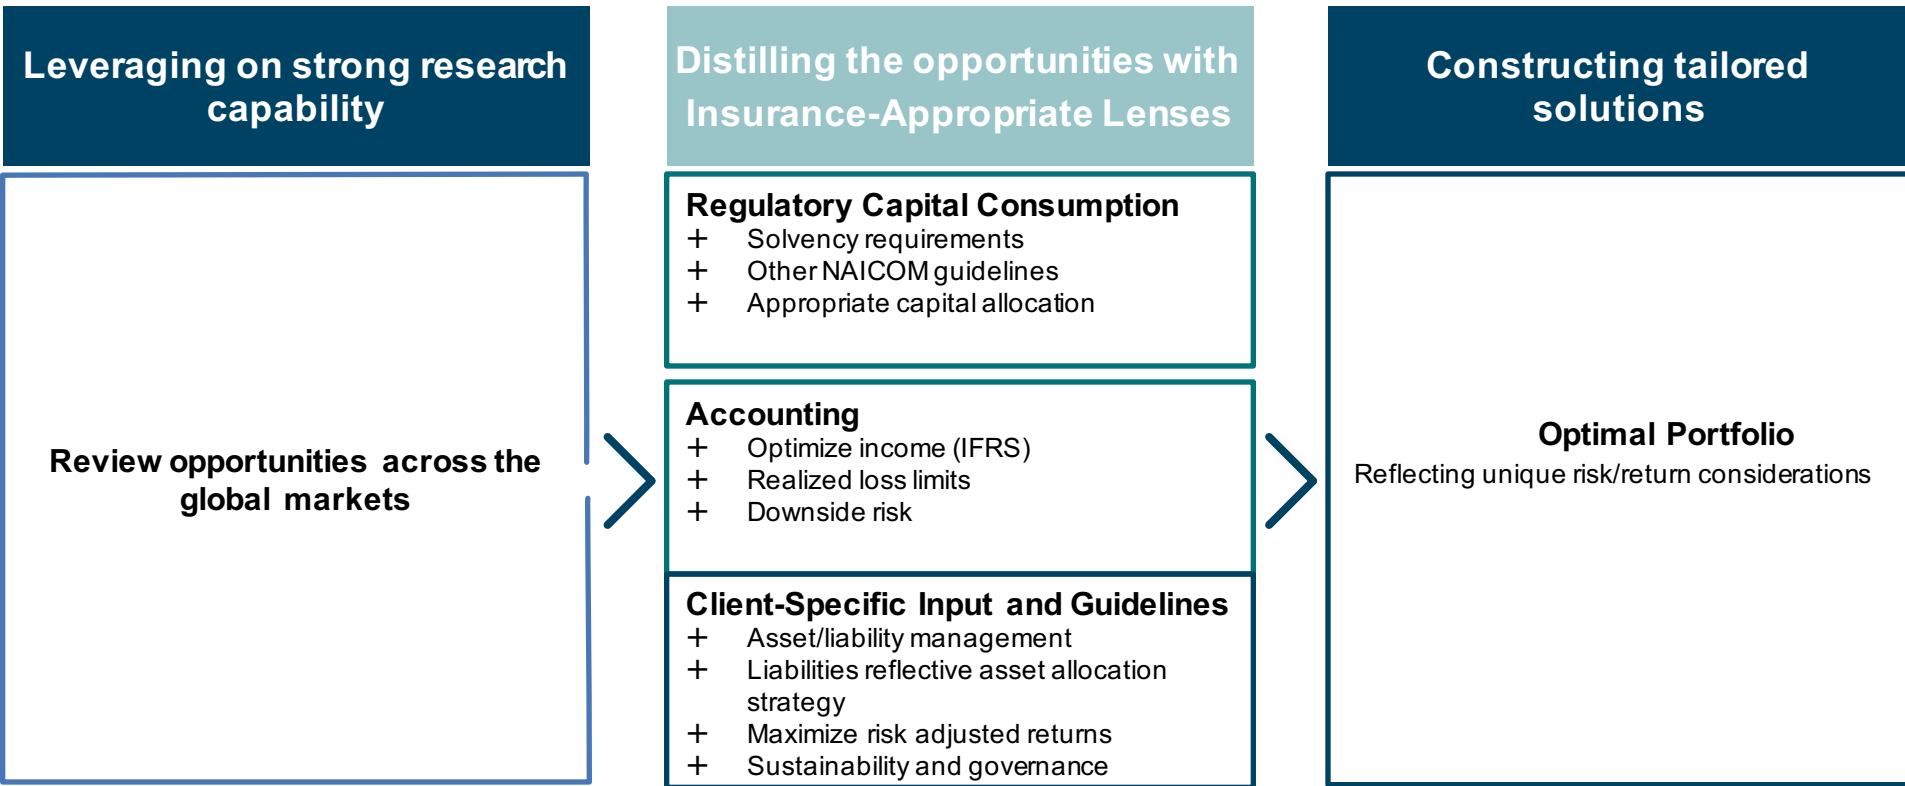 Leveraging on strong research
capability
Review opportunities across the
global markets
Distilling the opportunities with
Insurance-Appropriate Lenses
Regulatory Capital Consumption
+ Solvency requirements
+ Other NAICOM guidelines
+ Appropriate capital allocation
Accounting
+ Optimize income (IFRS)
+ Realized loss limits
+ Downside risk
Client-Specific Input and Guidelines
+ Asset/liability management
+ Liabilities reflective asset allocation
strategy
+ Maximize risk adjusted returns
+ Sustainability and governance
Constructing tailored
solutions
Optimal Portfolio
Reflecting unique risk/return considerations